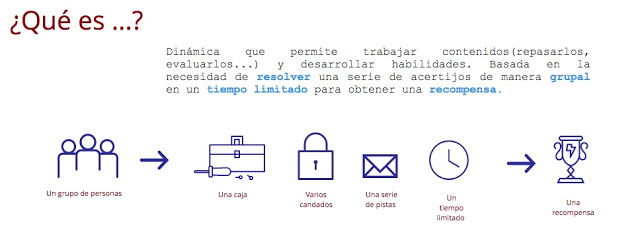 ¿Qué es ...?
Dinámica que permite trabajar contenidos(repasarlos,
evaluarlos...) y desarrollar habilidades. Basada en la
necesidad de resolver una serie de acertijos de manera grupal
en un tiempo limitado para obtener una recompensa.
Un grupo de personas
Una caja
Varios
candados
Una serie
de pistas
Un
tiempo
limitado
Una
recompensa